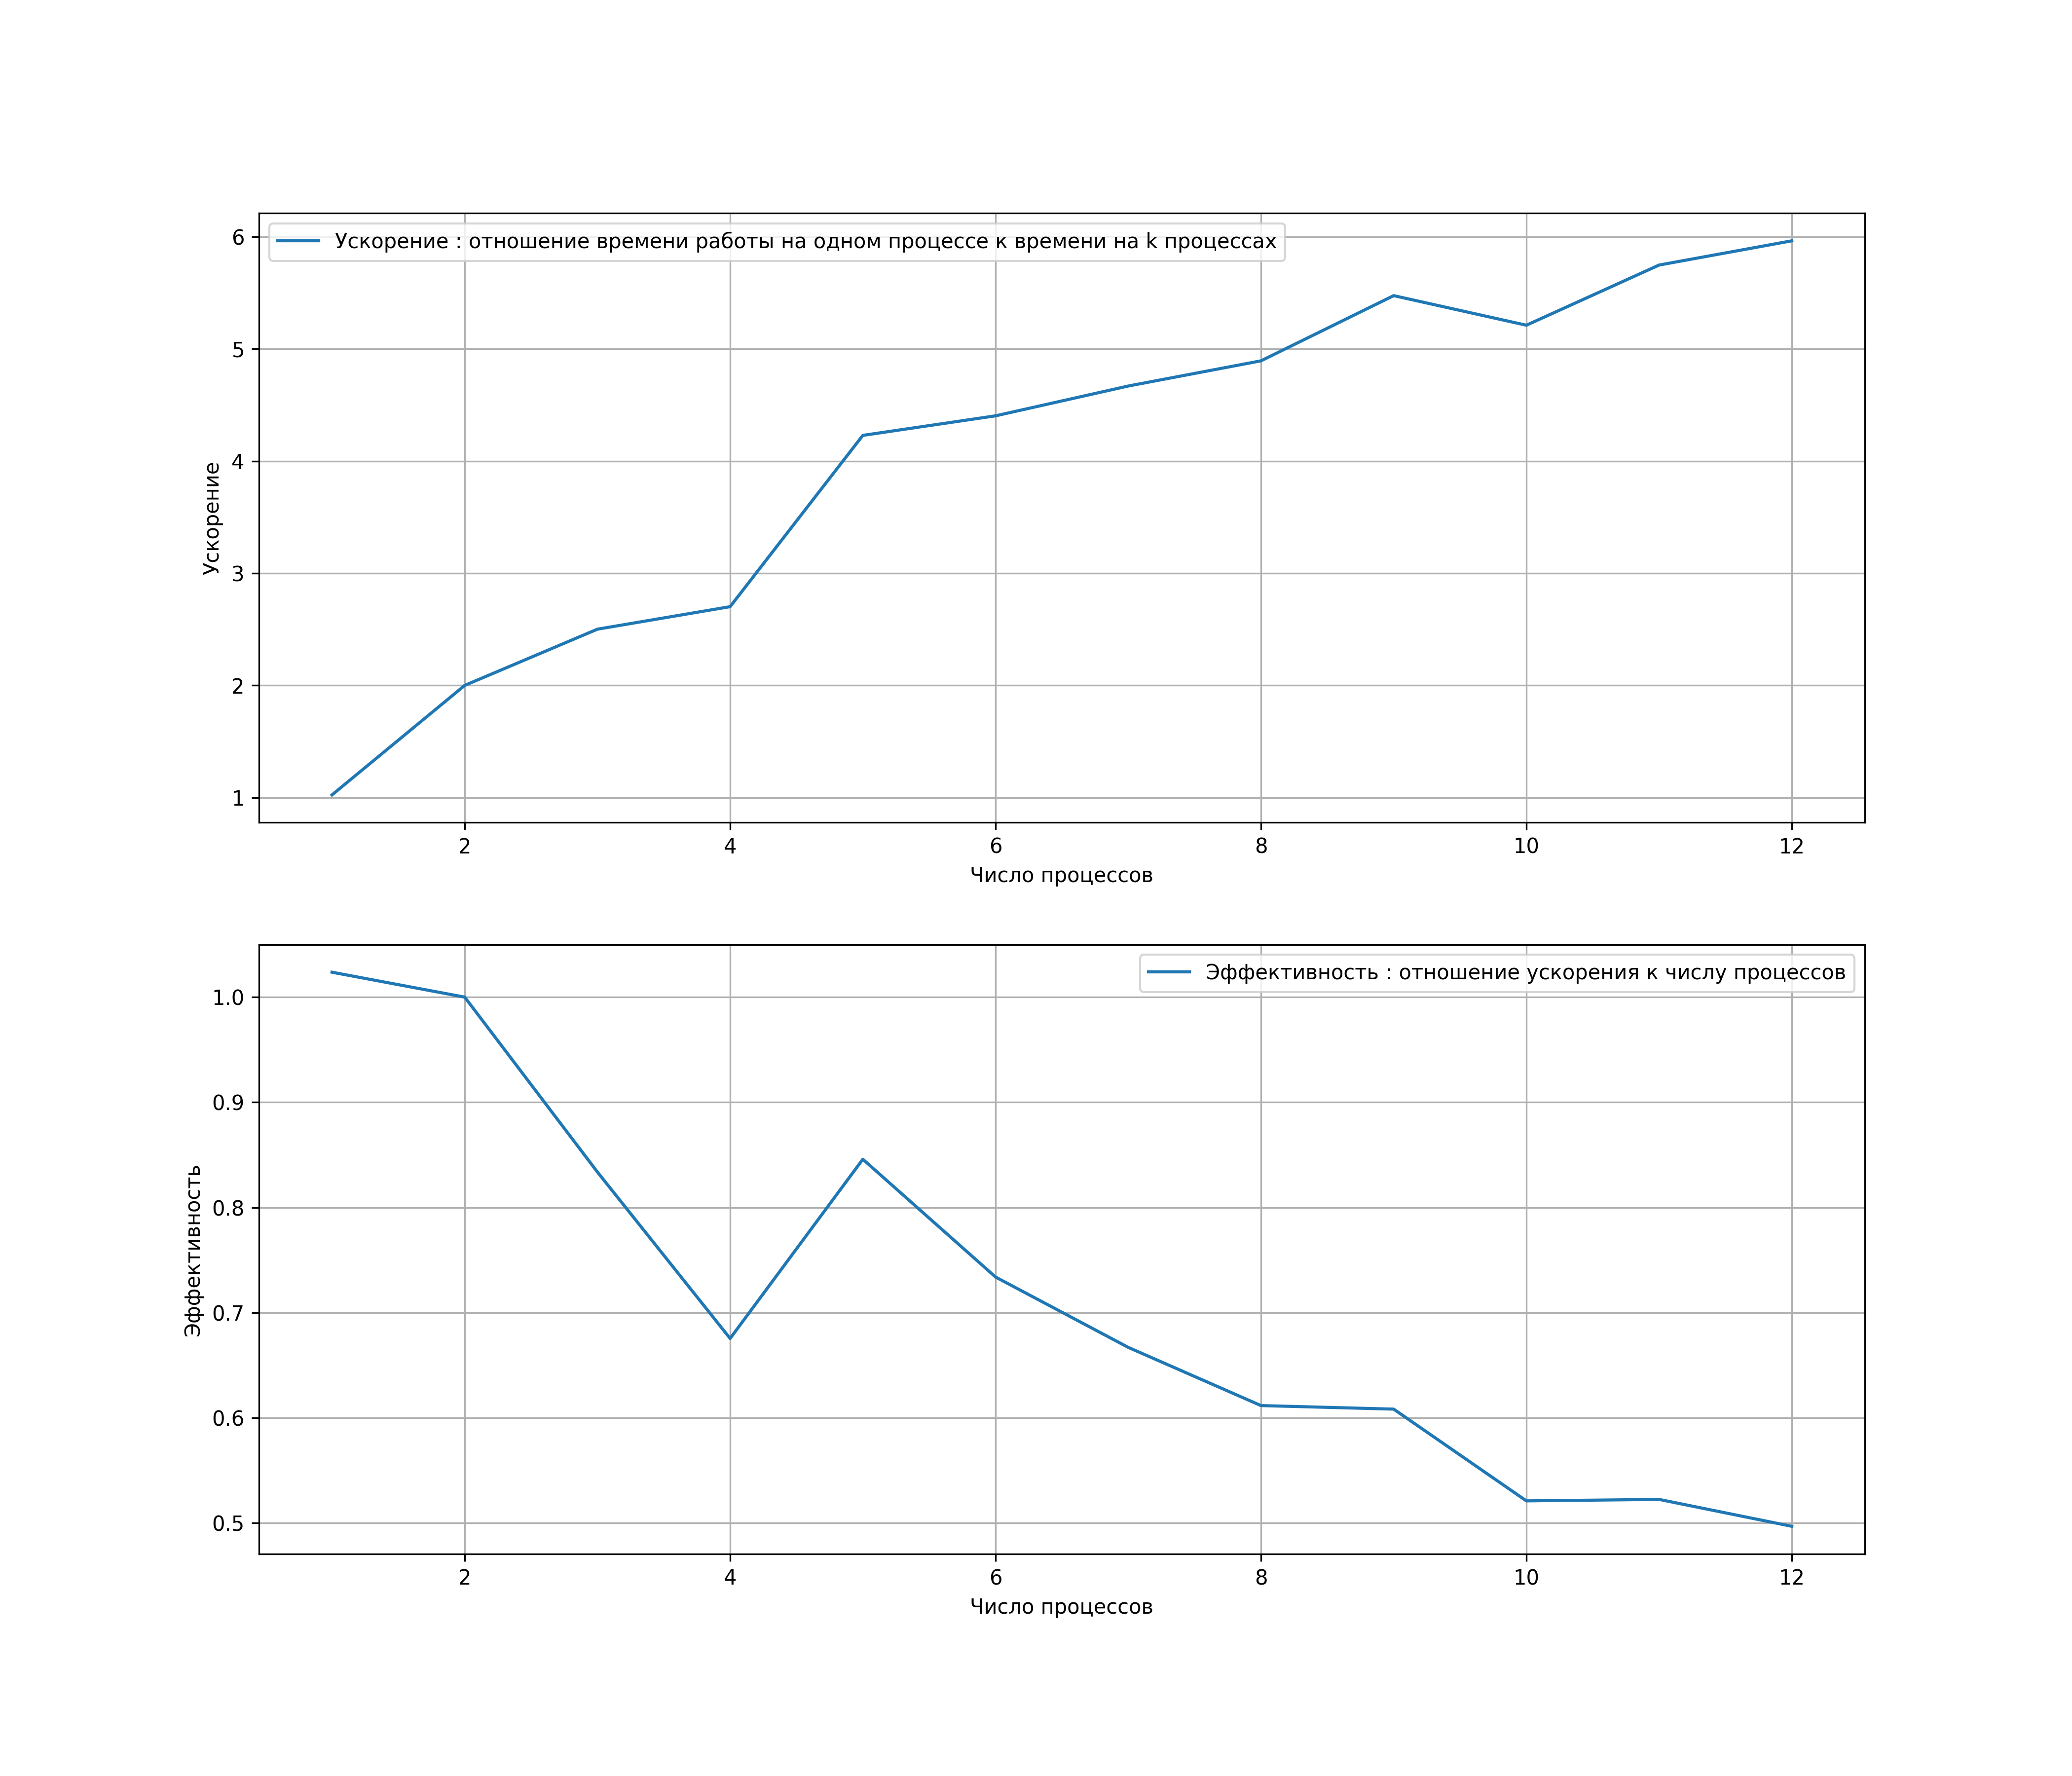 6
Ускорение : отношение времени работы на одном процессе к времени на k процессах
5
4
Ускорение
3
2
1
2 4 6 8 10 12
Число процессов
Эффективность : отношение ускорения к числу процессов
1.0
0.9
0.8
Эффективность
0.7
0.6
0.5
2 4 6 8 10 12
Число процессов